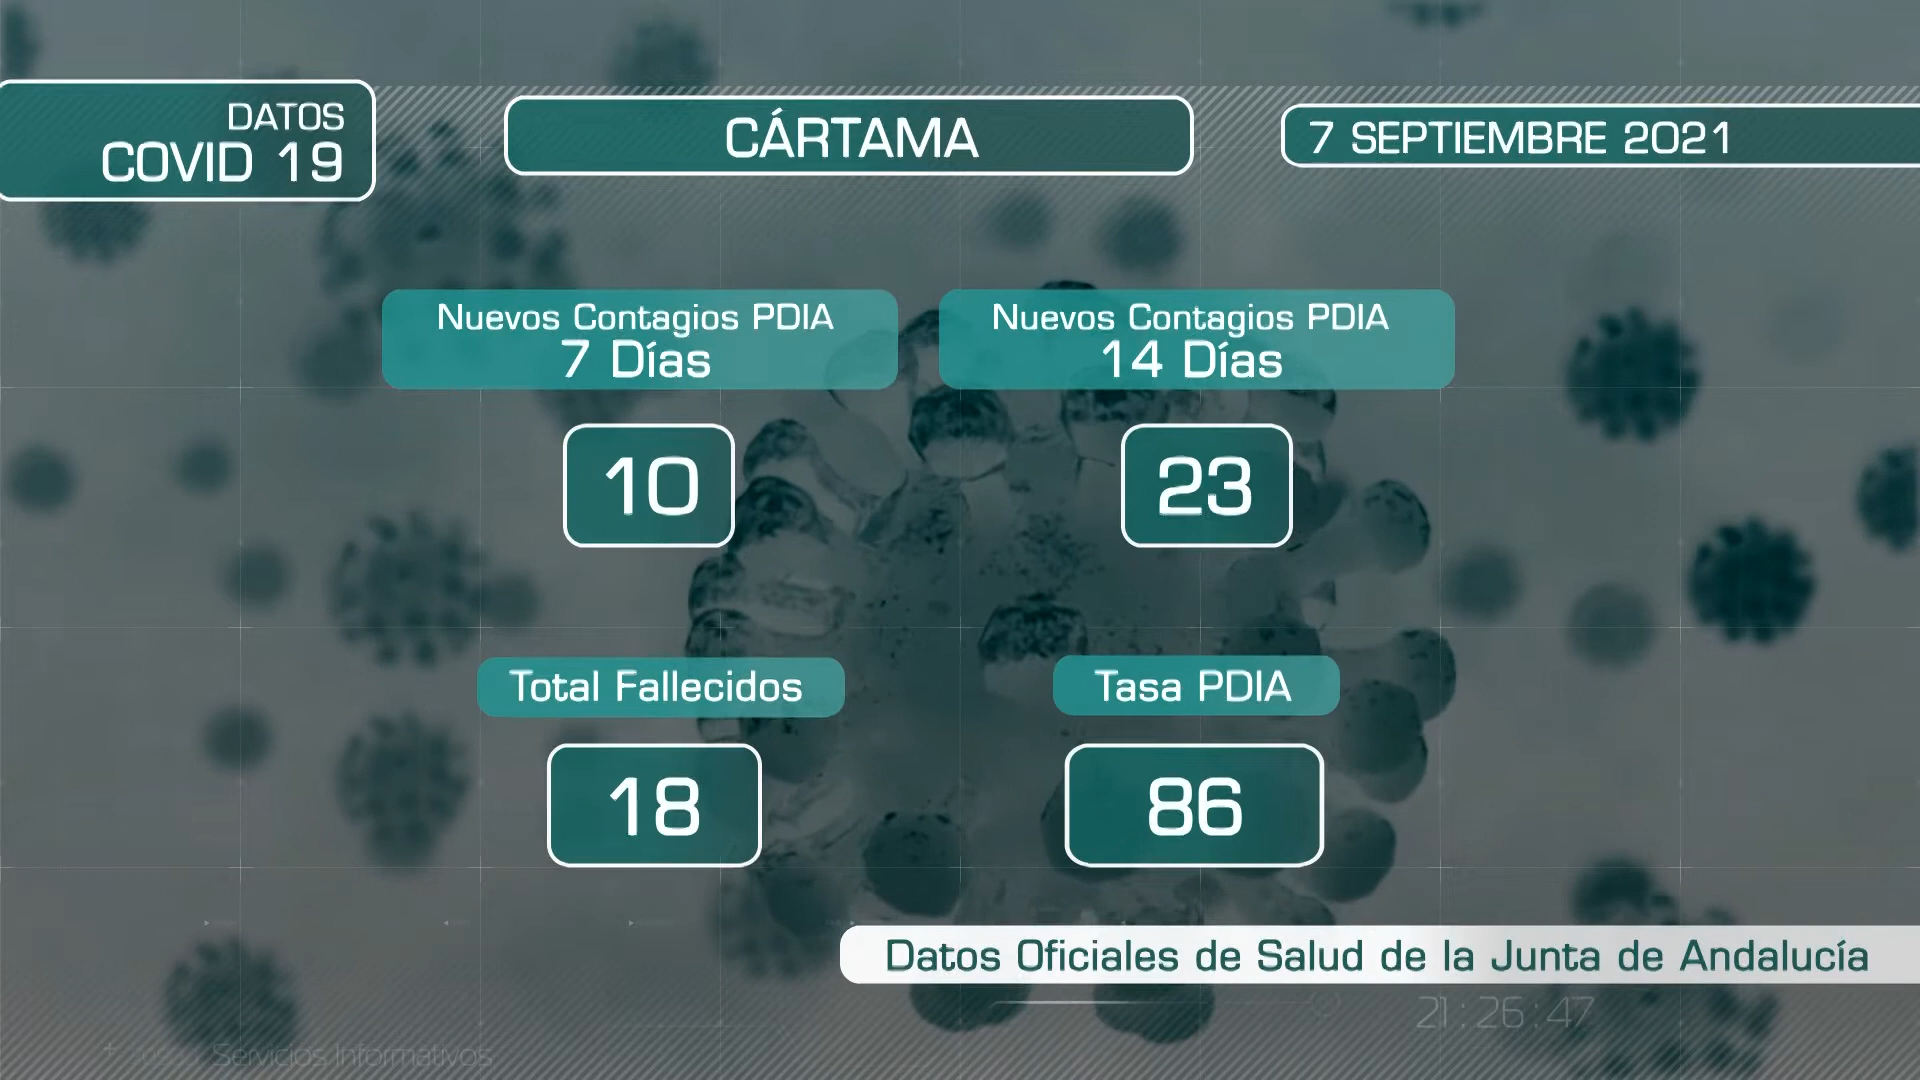 DATOS
COVID 19
CÁRTAMA
7 SEPTIEMBRE 2021
Nuevos Contagios PDIA
7 Días
Nuevos Contagios PDIA
14 Días
10
23
Total Fallecidos
Tasa PDIA
18
86
Datos Oficiales de Salud de la Junta de Andalucía
21:26:47
Servicios Informativos